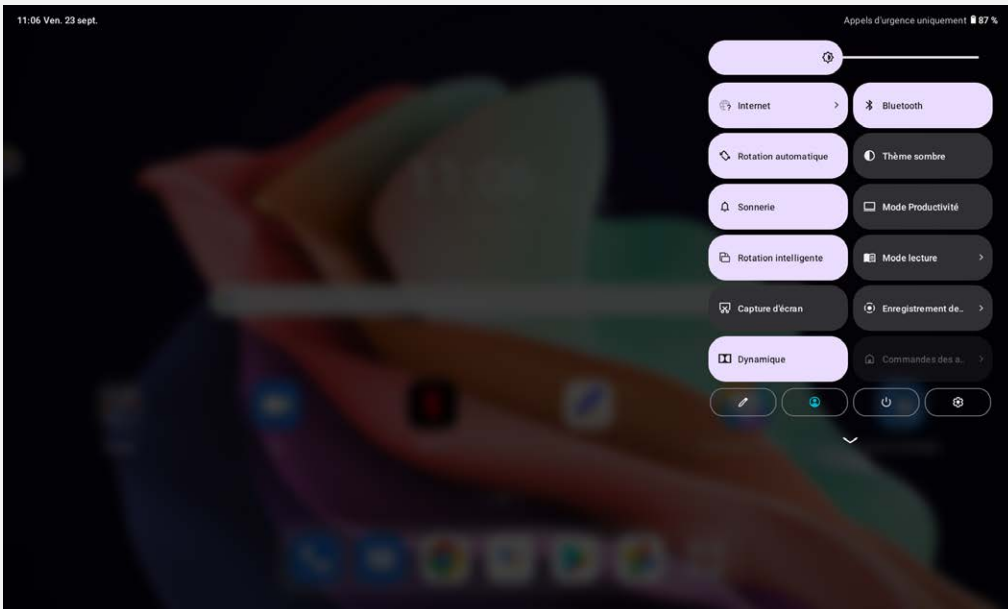 11:06 Ven. 23 sept.
Appels d'urgence uniquement 87 %
Internet
Bluetooth
Rotation automatique
Thème sombre
Sonnerie
Mode Productivité
Rotation intelligente
Mode lecture
Capture d'écran
Enregistrement de..
Dynamique
Commandes des a..